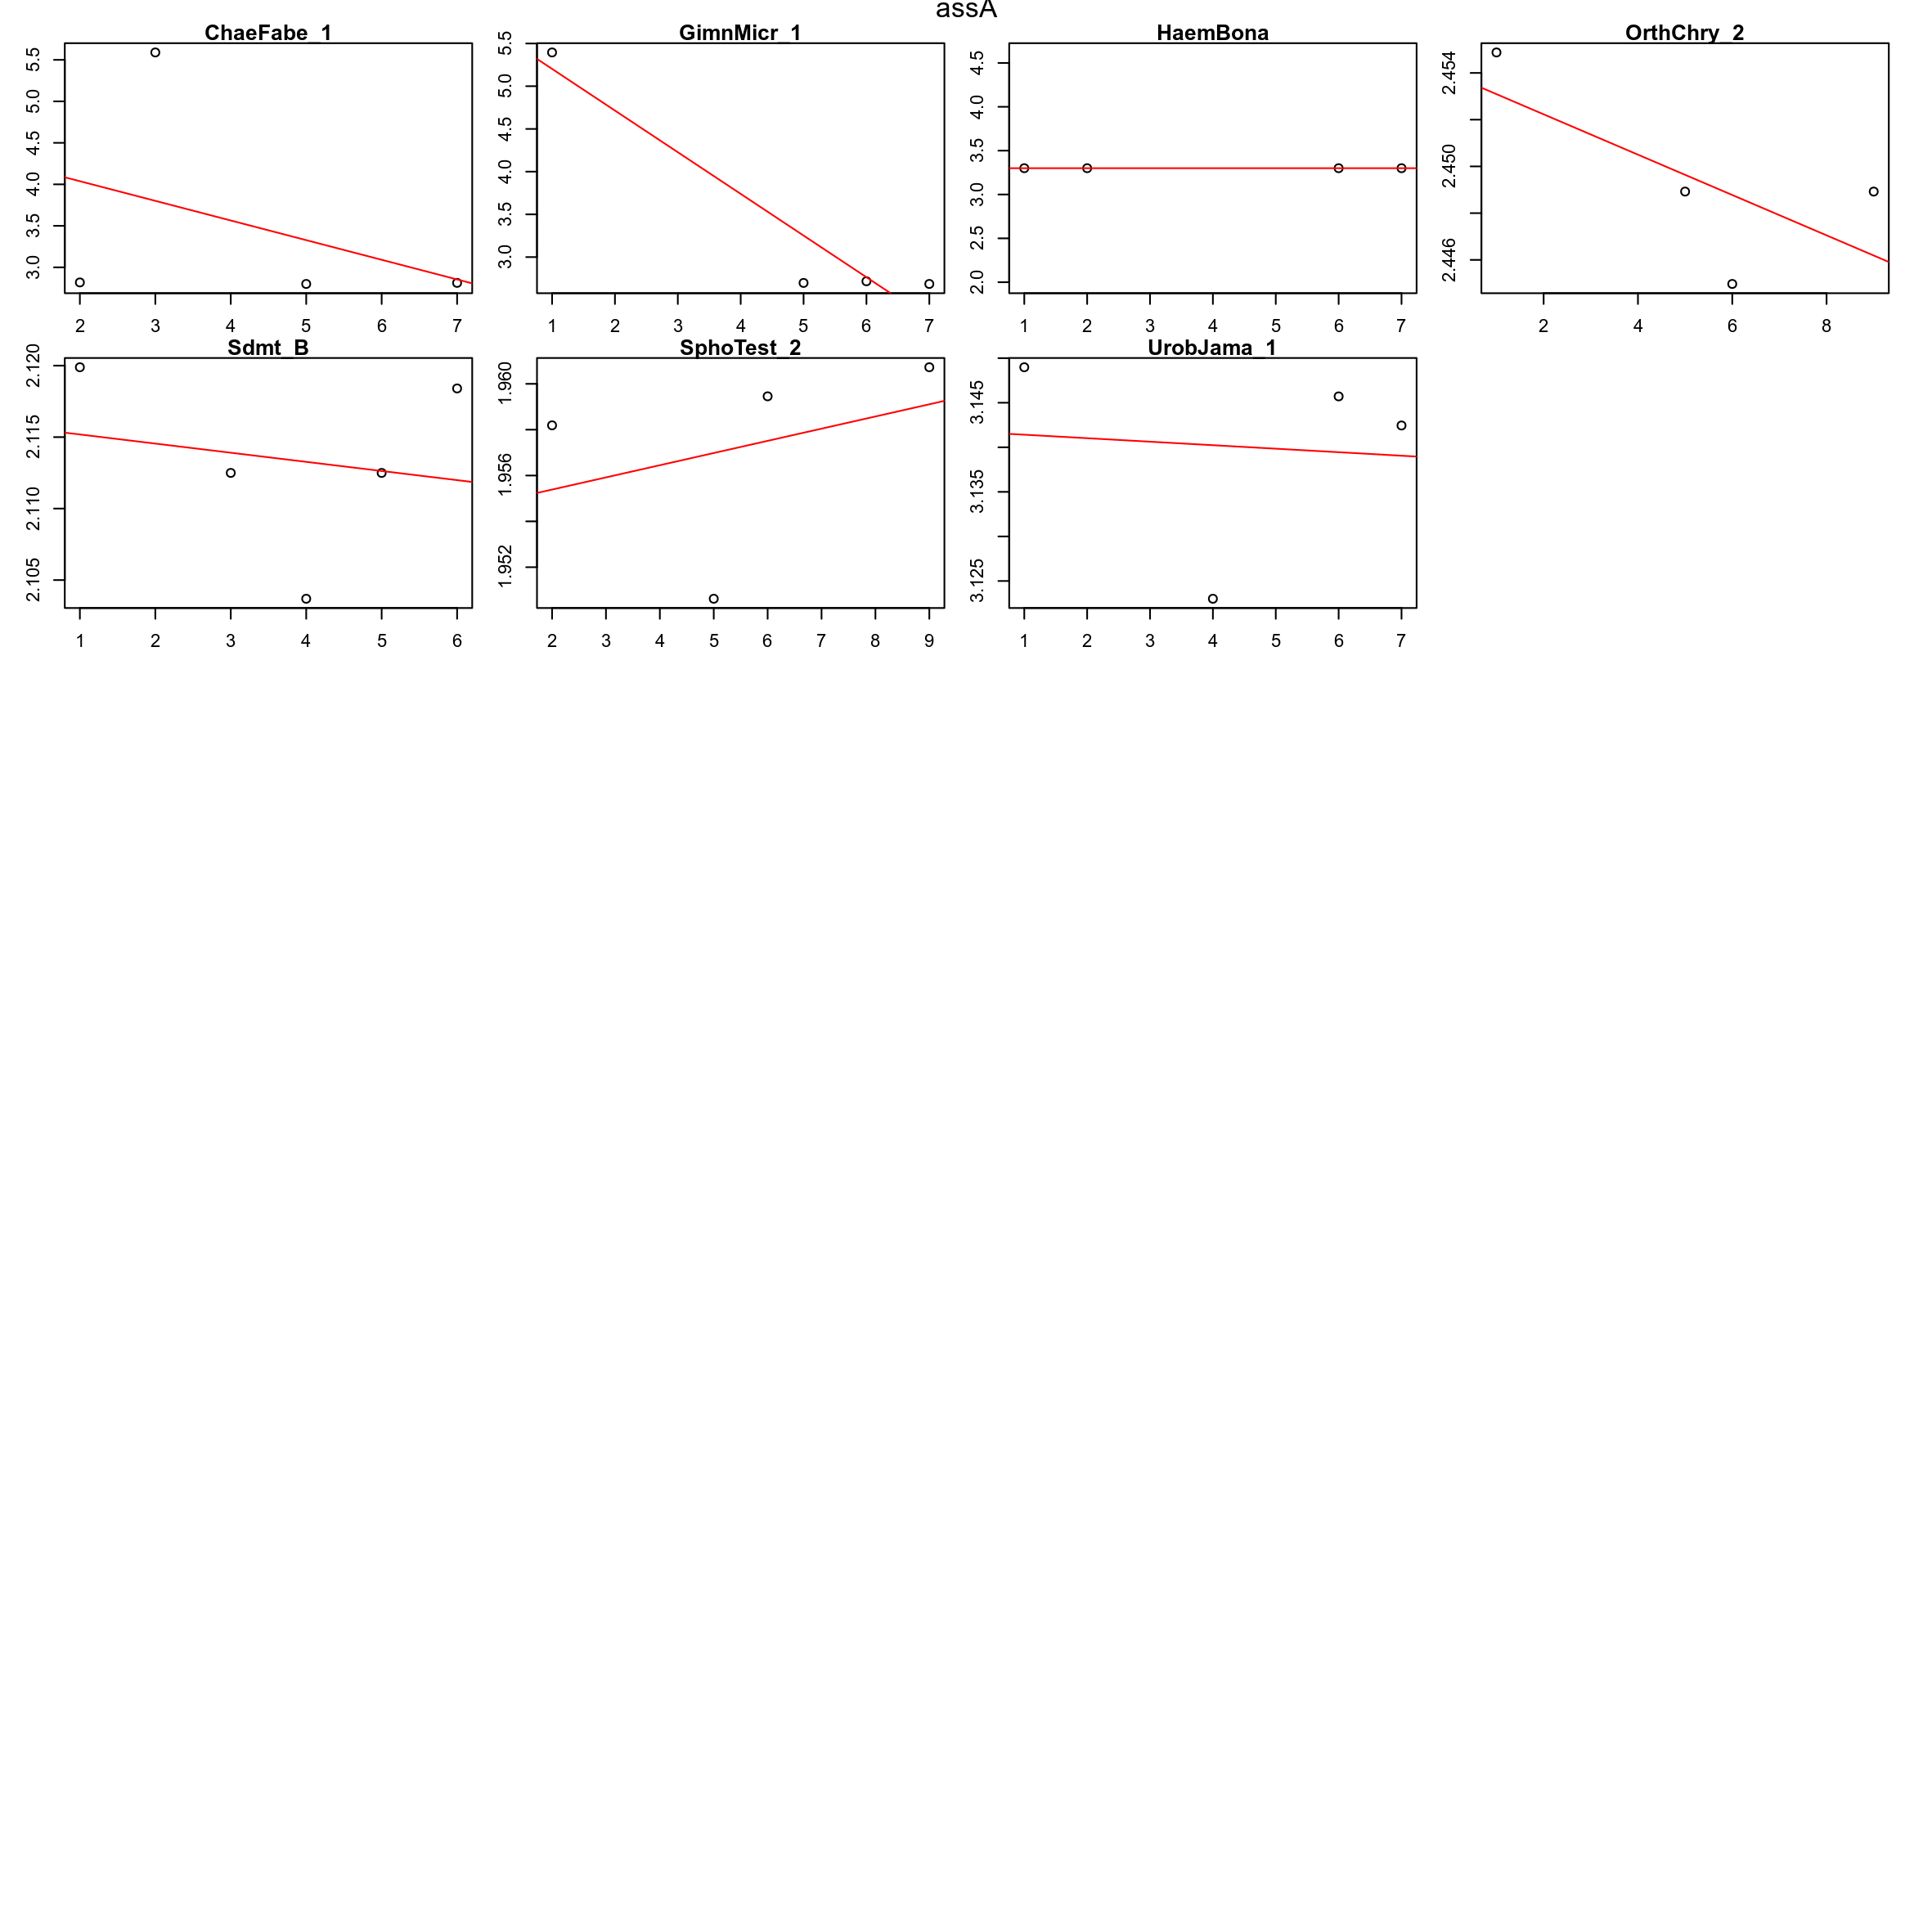 assA
ChaeFabe_1
GimnMicr_1
HaemBona
OrthChry_2
5.5
5.0
4.5
4.0
3.5
3.0
2 3 4 5 6 7
5.5
5.0
4.5
4.0
3.5
3.0
1 2 3 4 5 6 7
4.5
4.0
3.5
3.0
2.5
2.0
1 2 3 4 5 6 7
2.454
2.450
2.446
2 4 6 8
Sdmt_B
SphoTest_2
UrobJama_1
2.120
2.115
2.110
2.105
1 2 3 4 5 6
1.960
1.956
1.952
2 3 4 5 6 7 8 9
3.145
3.135
3.125
1 2 3 4 5 6 7